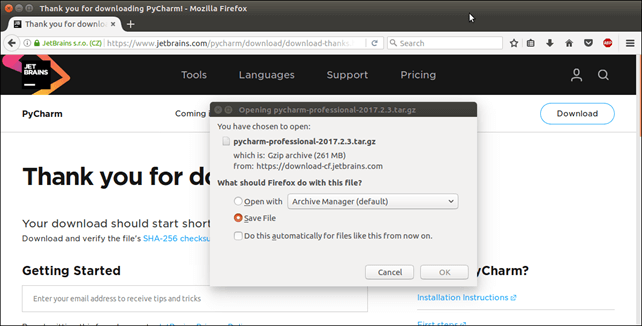 Thank you for downloading PyCharm! - Mozilla Firefox
Thank you for downloadin
JetBrains s.r.o. (CZ)
https://www.jetbrains.com/pycharm/download/download-thanks.
Search
JET
BRAINS
Tools
Languages
Support
Pricing
PyCharm
Coming i
Download
Thank you for do
Your download should start short
Download and verify the file's SHA-256 checksu
Getting Started
Enter your email address to receive tips and tricks
yCharm?
Installation Instructions
First steps
Opening pycharm-professional-2017.2.3.tar.gz
You have chosen to open:
pycharm-professional-2017.2.3.tar.gz
which is: Gzip archive (261 MB)
from: https://download-cf.jetbrains.com
What should Firefox do with this file?
Open with
Archive Manager (default)
Save File
Do this automatically for files like this from now on.
Cancel
OK